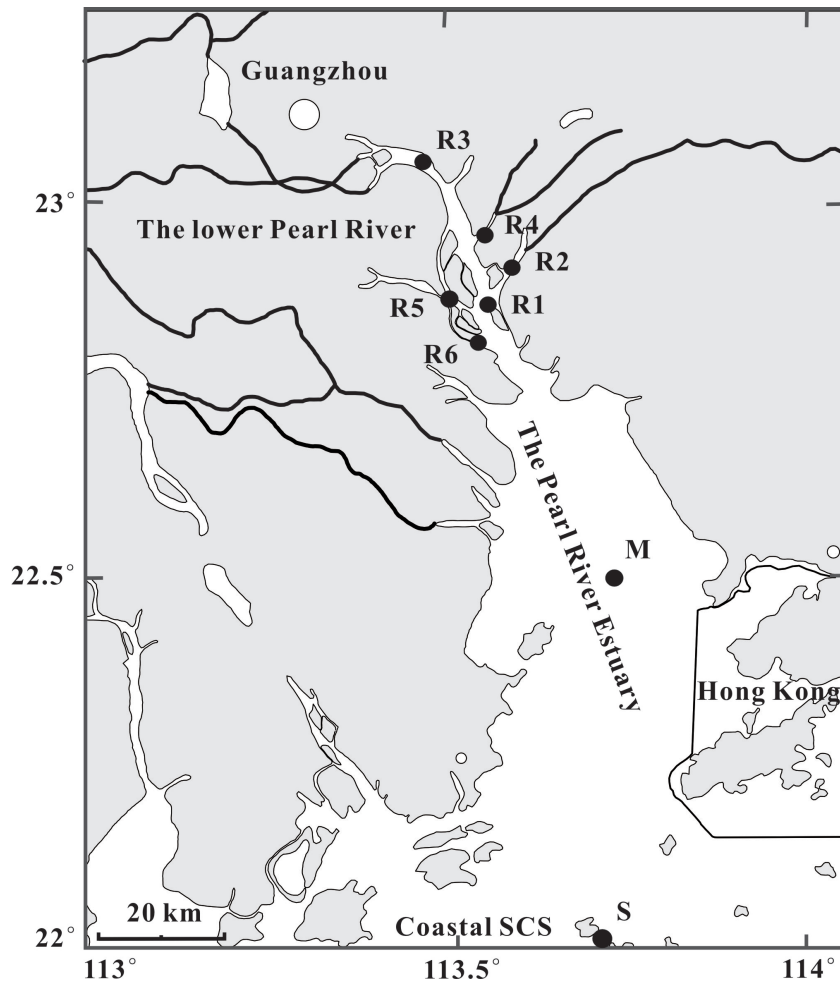 Guangzhou
R3
23°
The lower Pearl River
R4
R2
R5
R1
R6
The Pearl River Estuary
M
22.5°
Hong Kong
20 km
Coastal SCS
S
22°
113°
113.5°
114°